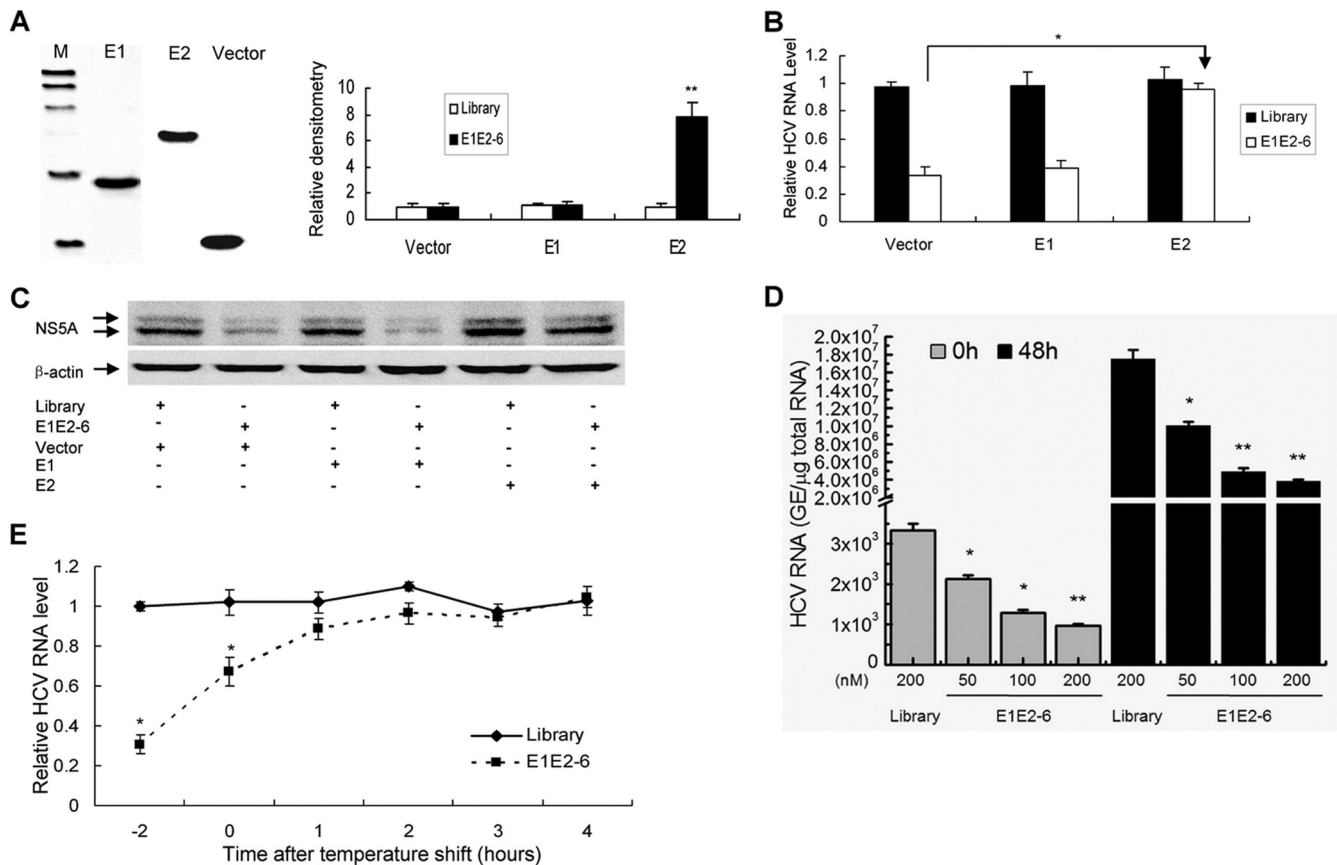 A
M E1 E2 Vector
Relative densitometry
10
8
6
4
2
0
Library
E1E2-6
**
Vector E1 E2
B
Relative HCV RNA Level
1.2
1
0.8
0.6
0.4
0.2
0
*
Library
E1E2-6
Vector E1 E2
C
NS5A
β-actin
Library + - + - + -
E1E2-6 - + - + - +
Vector + + - - - -
E1 - - + + - -
E2 - - - - + +
D
HCV RNA (GE/μg total RNA)
2.0x10⁷
1.8x10⁷
1.6x10⁷
1.4x10⁷
1.2x10⁷
1.0x10⁷
8.0x10⁶
6.0x10⁶
4.0x10⁶
2.0x10⁶
3x10³
2x10³
1x10³
0
0h 48h
* * ** * ** **
(nM) 200 50 100 200 200 50 100 200
Library E1E2-6 Library E1E2-6
E
Relative HCV RNA level
1.2
1
0.8
0.6
0.4
0.2
0
*
*
Library
E1E2-6
-2 0 1 2 3 4
Time after temperature shift (hours)